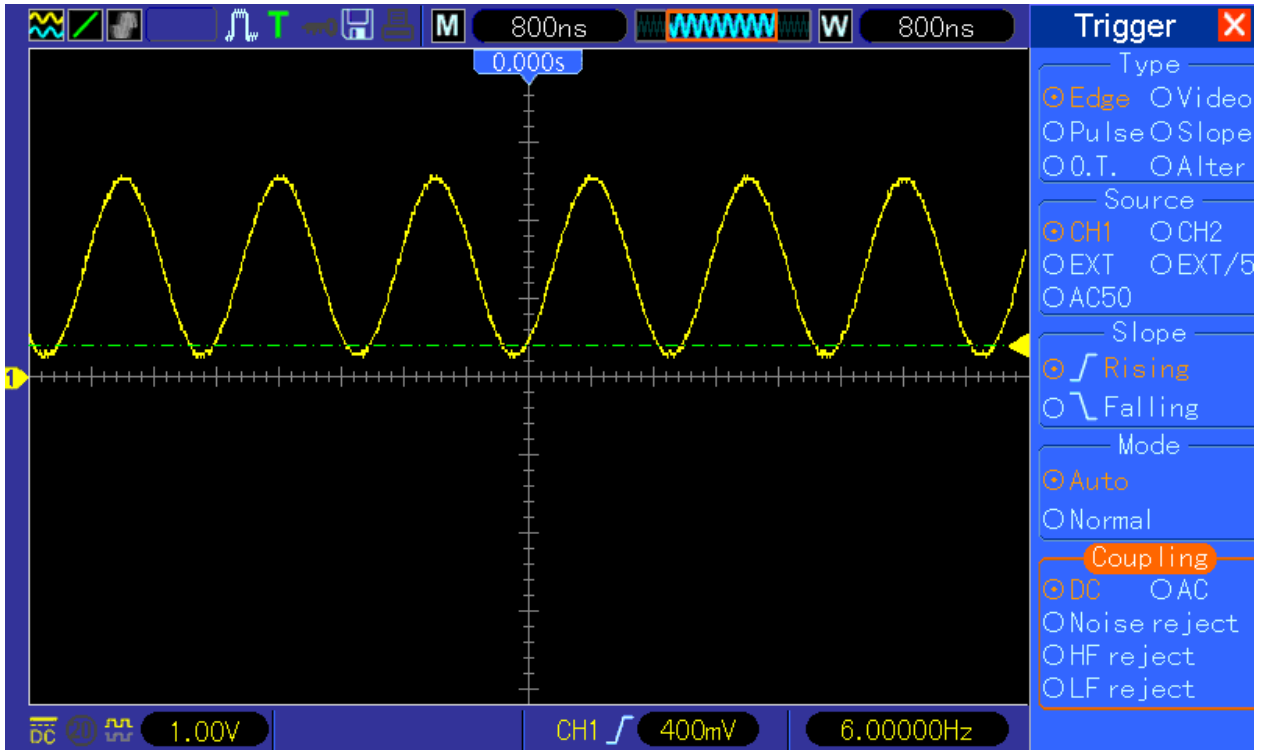 T M 800ns W 800ns
Trigger X
0.000s
Type
Edge Video
Pulse Slope
O.T. Alter
Source
CH1 CH2
EXT EXT/5
AC50
Slope
Rising
Falling
1
Mode
Auto
Normal
Coupling
DC AC
Noise reject
HF reject
LF reject
DC 20 1.00V CH1 400mV 6.00000Hz